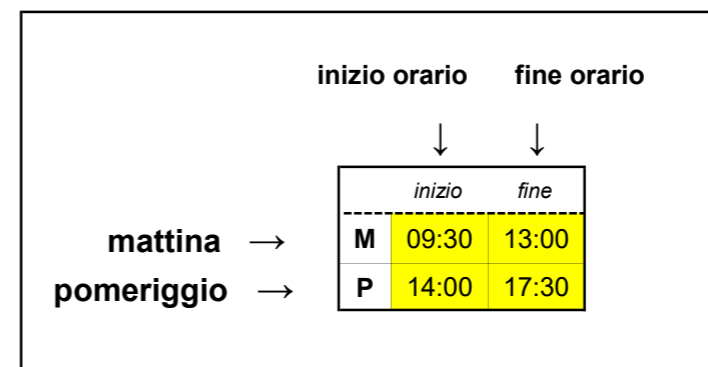 inizio orario fine orario
↓ ↓
inizio fine
mattina → M 09:30 13:00
pomeriggio → P 14:00 17:30